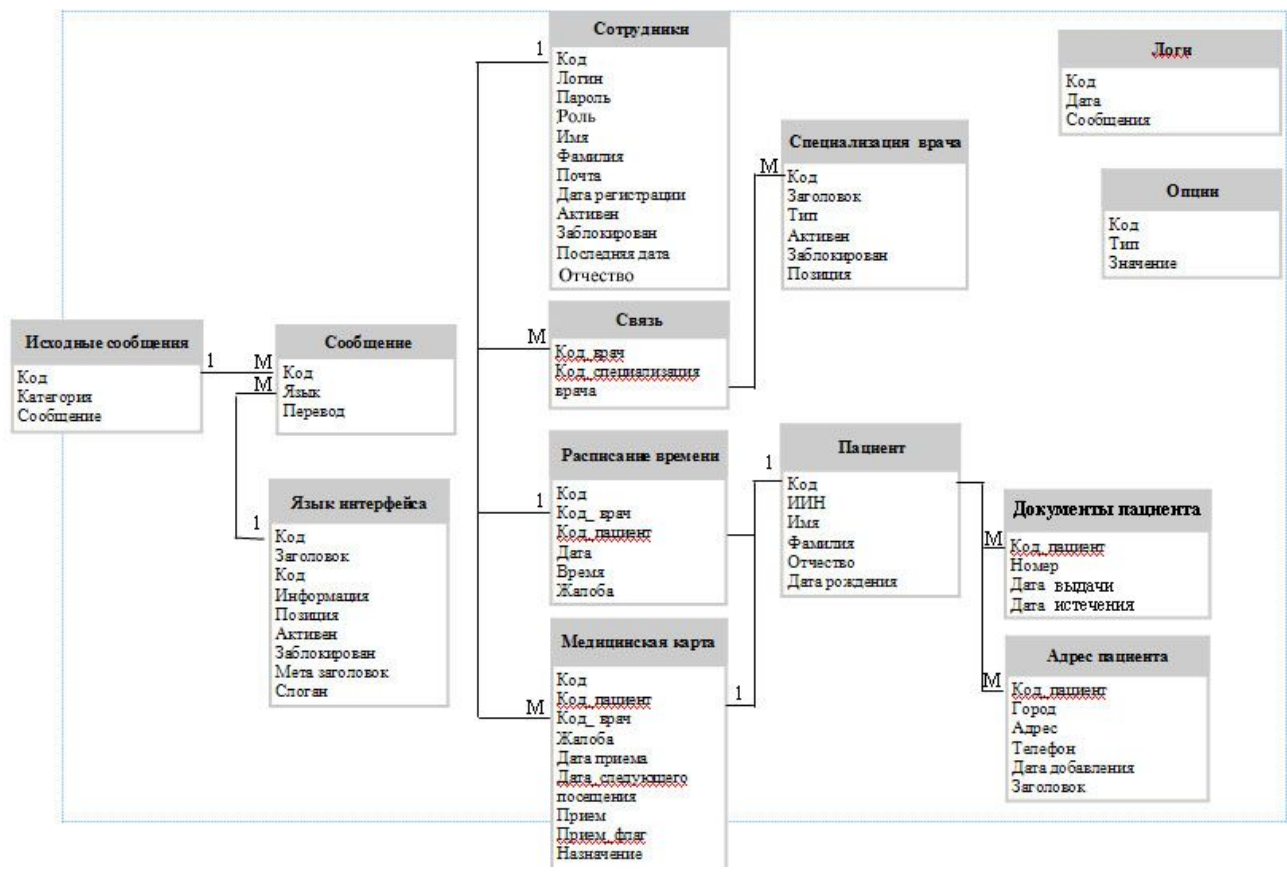 Сотрудники
1
Код
Логин
Пароль
Роль
Имя
Фамилия
Почта
Дата регистрации
Активен
Заблокирован
Последняя дата
Отчество
Логи
Код
Дата
Сообщения
Специализация врача
М
Код
Заголовок
Тип
Активен
Заблокирован
Позиция
Опции
Код
Тип
Значение
Исходные сообщения
1
Код
Категория
Сообщение
Сообщение
М
М
Код
Язык
Перевод
Связь
М
Код_врач
Код_специализация
врача
Язык интерфейса
1
Код
Заголовок
Код
Информация
Позиция
Активен
Заблокирован
Мета заголовок
Слоган
Расписание времени
1
Код
Код_ врач
Код_пациент
Дата
Время
Жалоба
Пациент
1
Код
ИИН
Имя
Фамилия
Отчество
Дата рождения
Документы пациента
М
Код_пациент
Номер
Дата выдачи
Дата истечения
Медицинская карта
М
1
Код
Код_пациент
Код_ врач
Жалоба
Дата приема
Дата_следующего
посещения
Прием
Прием_флаг
Назначение
Адрес пациента
М
Код_пациент
Город
Адрес
Телефон
Дата добавления
Заголовок